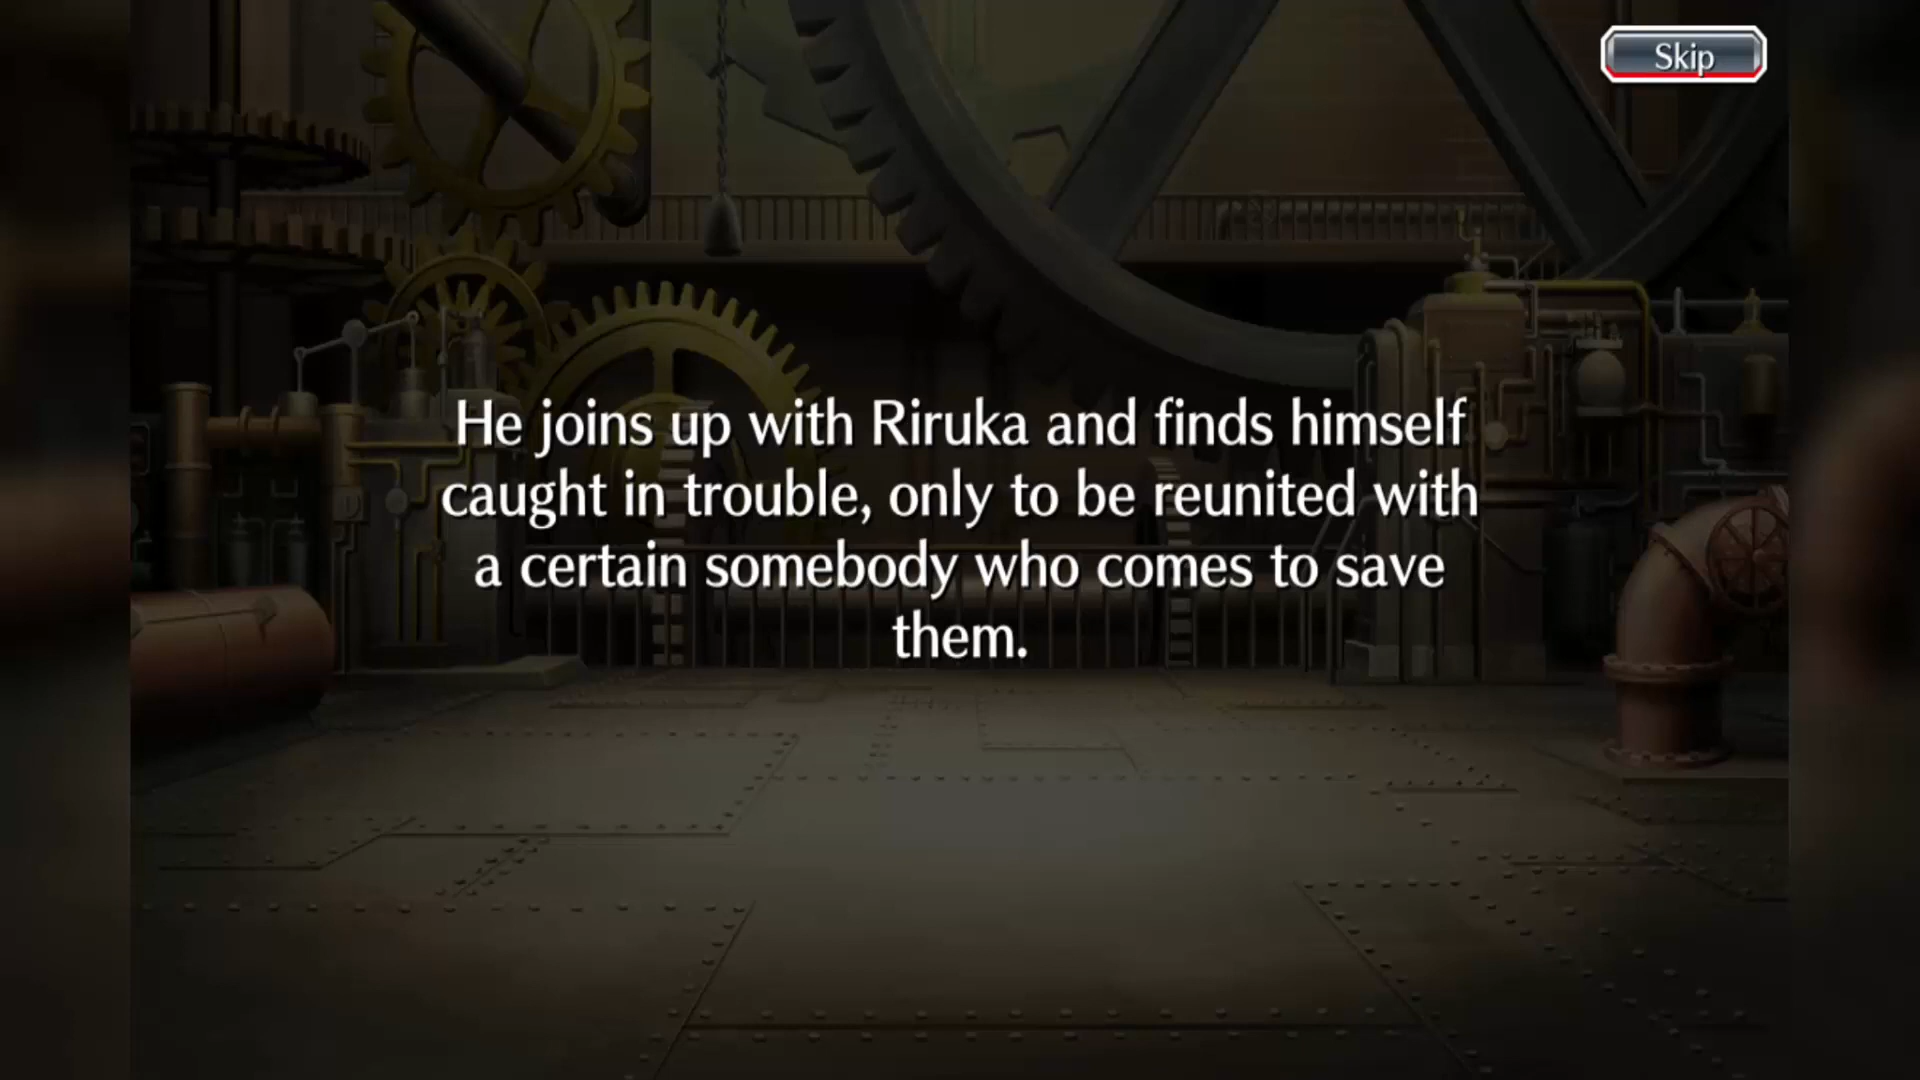 Skip
He joins up with Riruka and finds himself
caught in trouble, only to be reunited with
a certain somebody who comes to save
them.